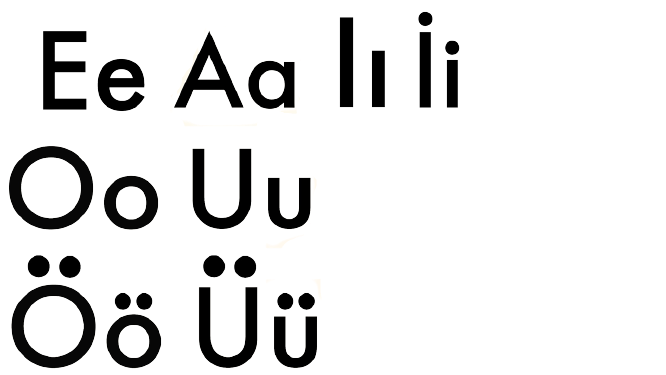 Ee Aa Iı İi
Oo Uu
Öö Üü